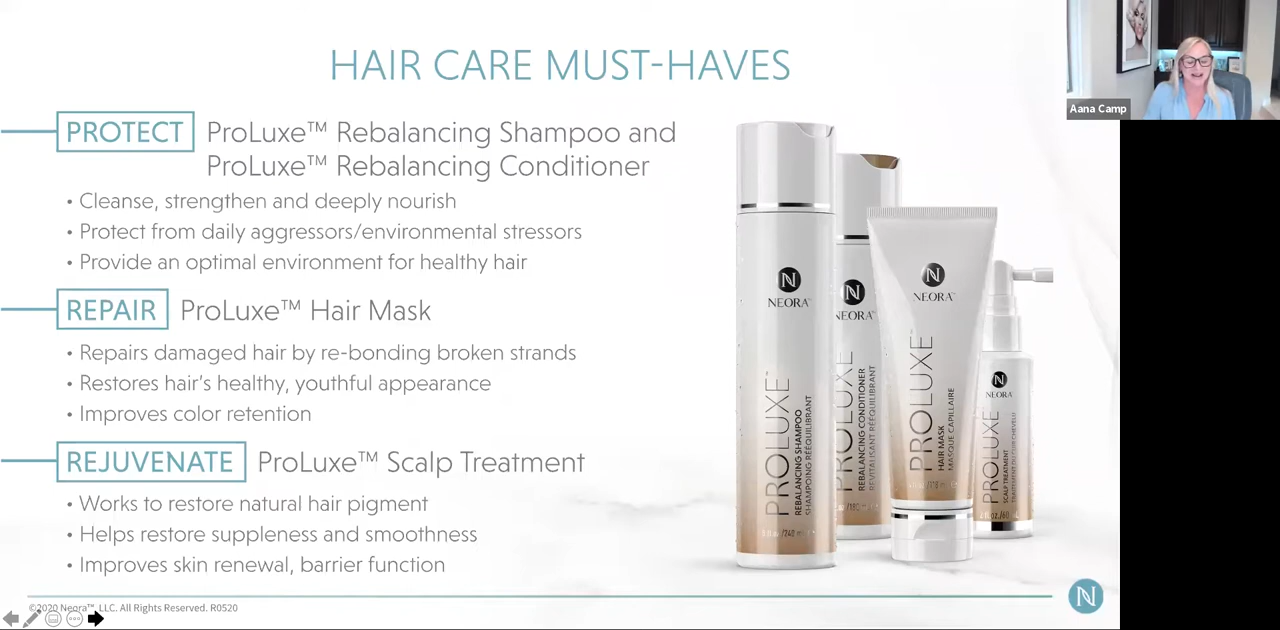 HAIR CARE MUST-HAVES
Aana Camp
PROTECT ProLuxe™ Rebalancing Shampoo and
ProLuxe™ Rebalancing Conditioner
• Cleanse, strengthen and deeply nourish
• Protect from daily aggressors/environmental stressors
• Provide an optimal environment for healthy hair
REPAIR ProLuxe™ Hair Mask
• Repairs damaged hair by re-bonding broken strands
• Restores hair's healthy, youthful appearance
• Improves color retention
REJUVENATE ProLuxe™ Scalp Treatment
• Works to restore natural hair pigment
• Helps restore suppleness and smoothness
• Improves skin renewal, barrier function
N
NEORA™
PROLUXE™
REBALANCING SHAMPOO
SHAMPOING RÉÉQUILIBRANT
N
NEORA™
PROLUXE
REBALANCING CONDITIONER
REVITALISANT RÉÉQUILIBRANT
N
NEORA™
PROLUXE™
HAIR MASK
MASQUE CAPILLAIRE
N
NEORA
PROLUXE
SCALP TREATMENT
N
©2020 Neora™, LLC. All Rights Reserved. R0520